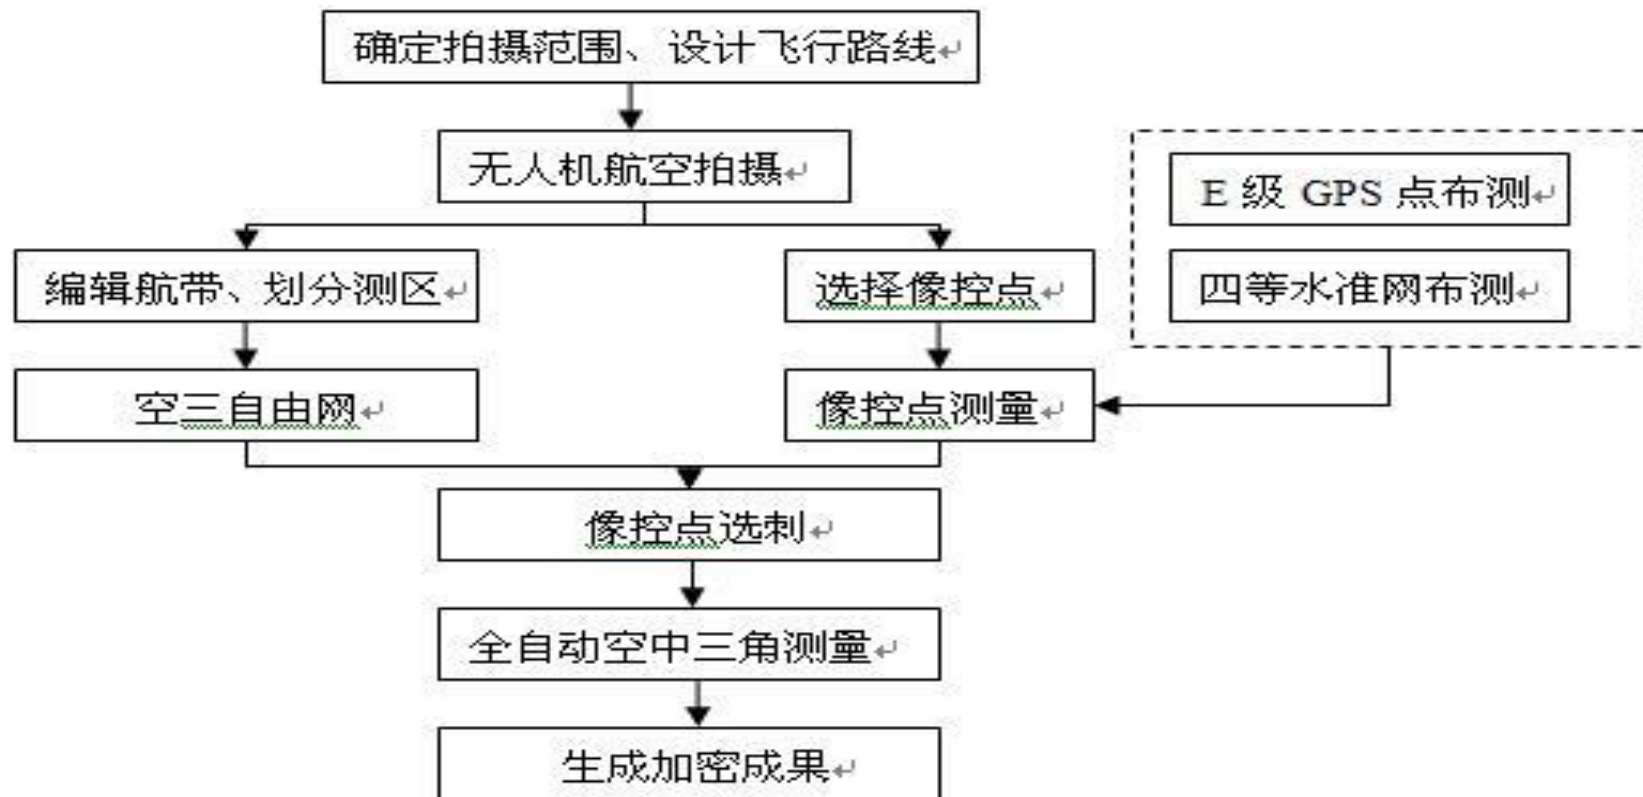 确定拍摄范围、设计飞行路线
无人机航空拍摄
E 级 GPS 点布测
编辑航带、划分测区
选择像控点
四等水准网布测
空三自由网
像控点测量
像控点选刺
全自动空中三角测量
生成加密成果